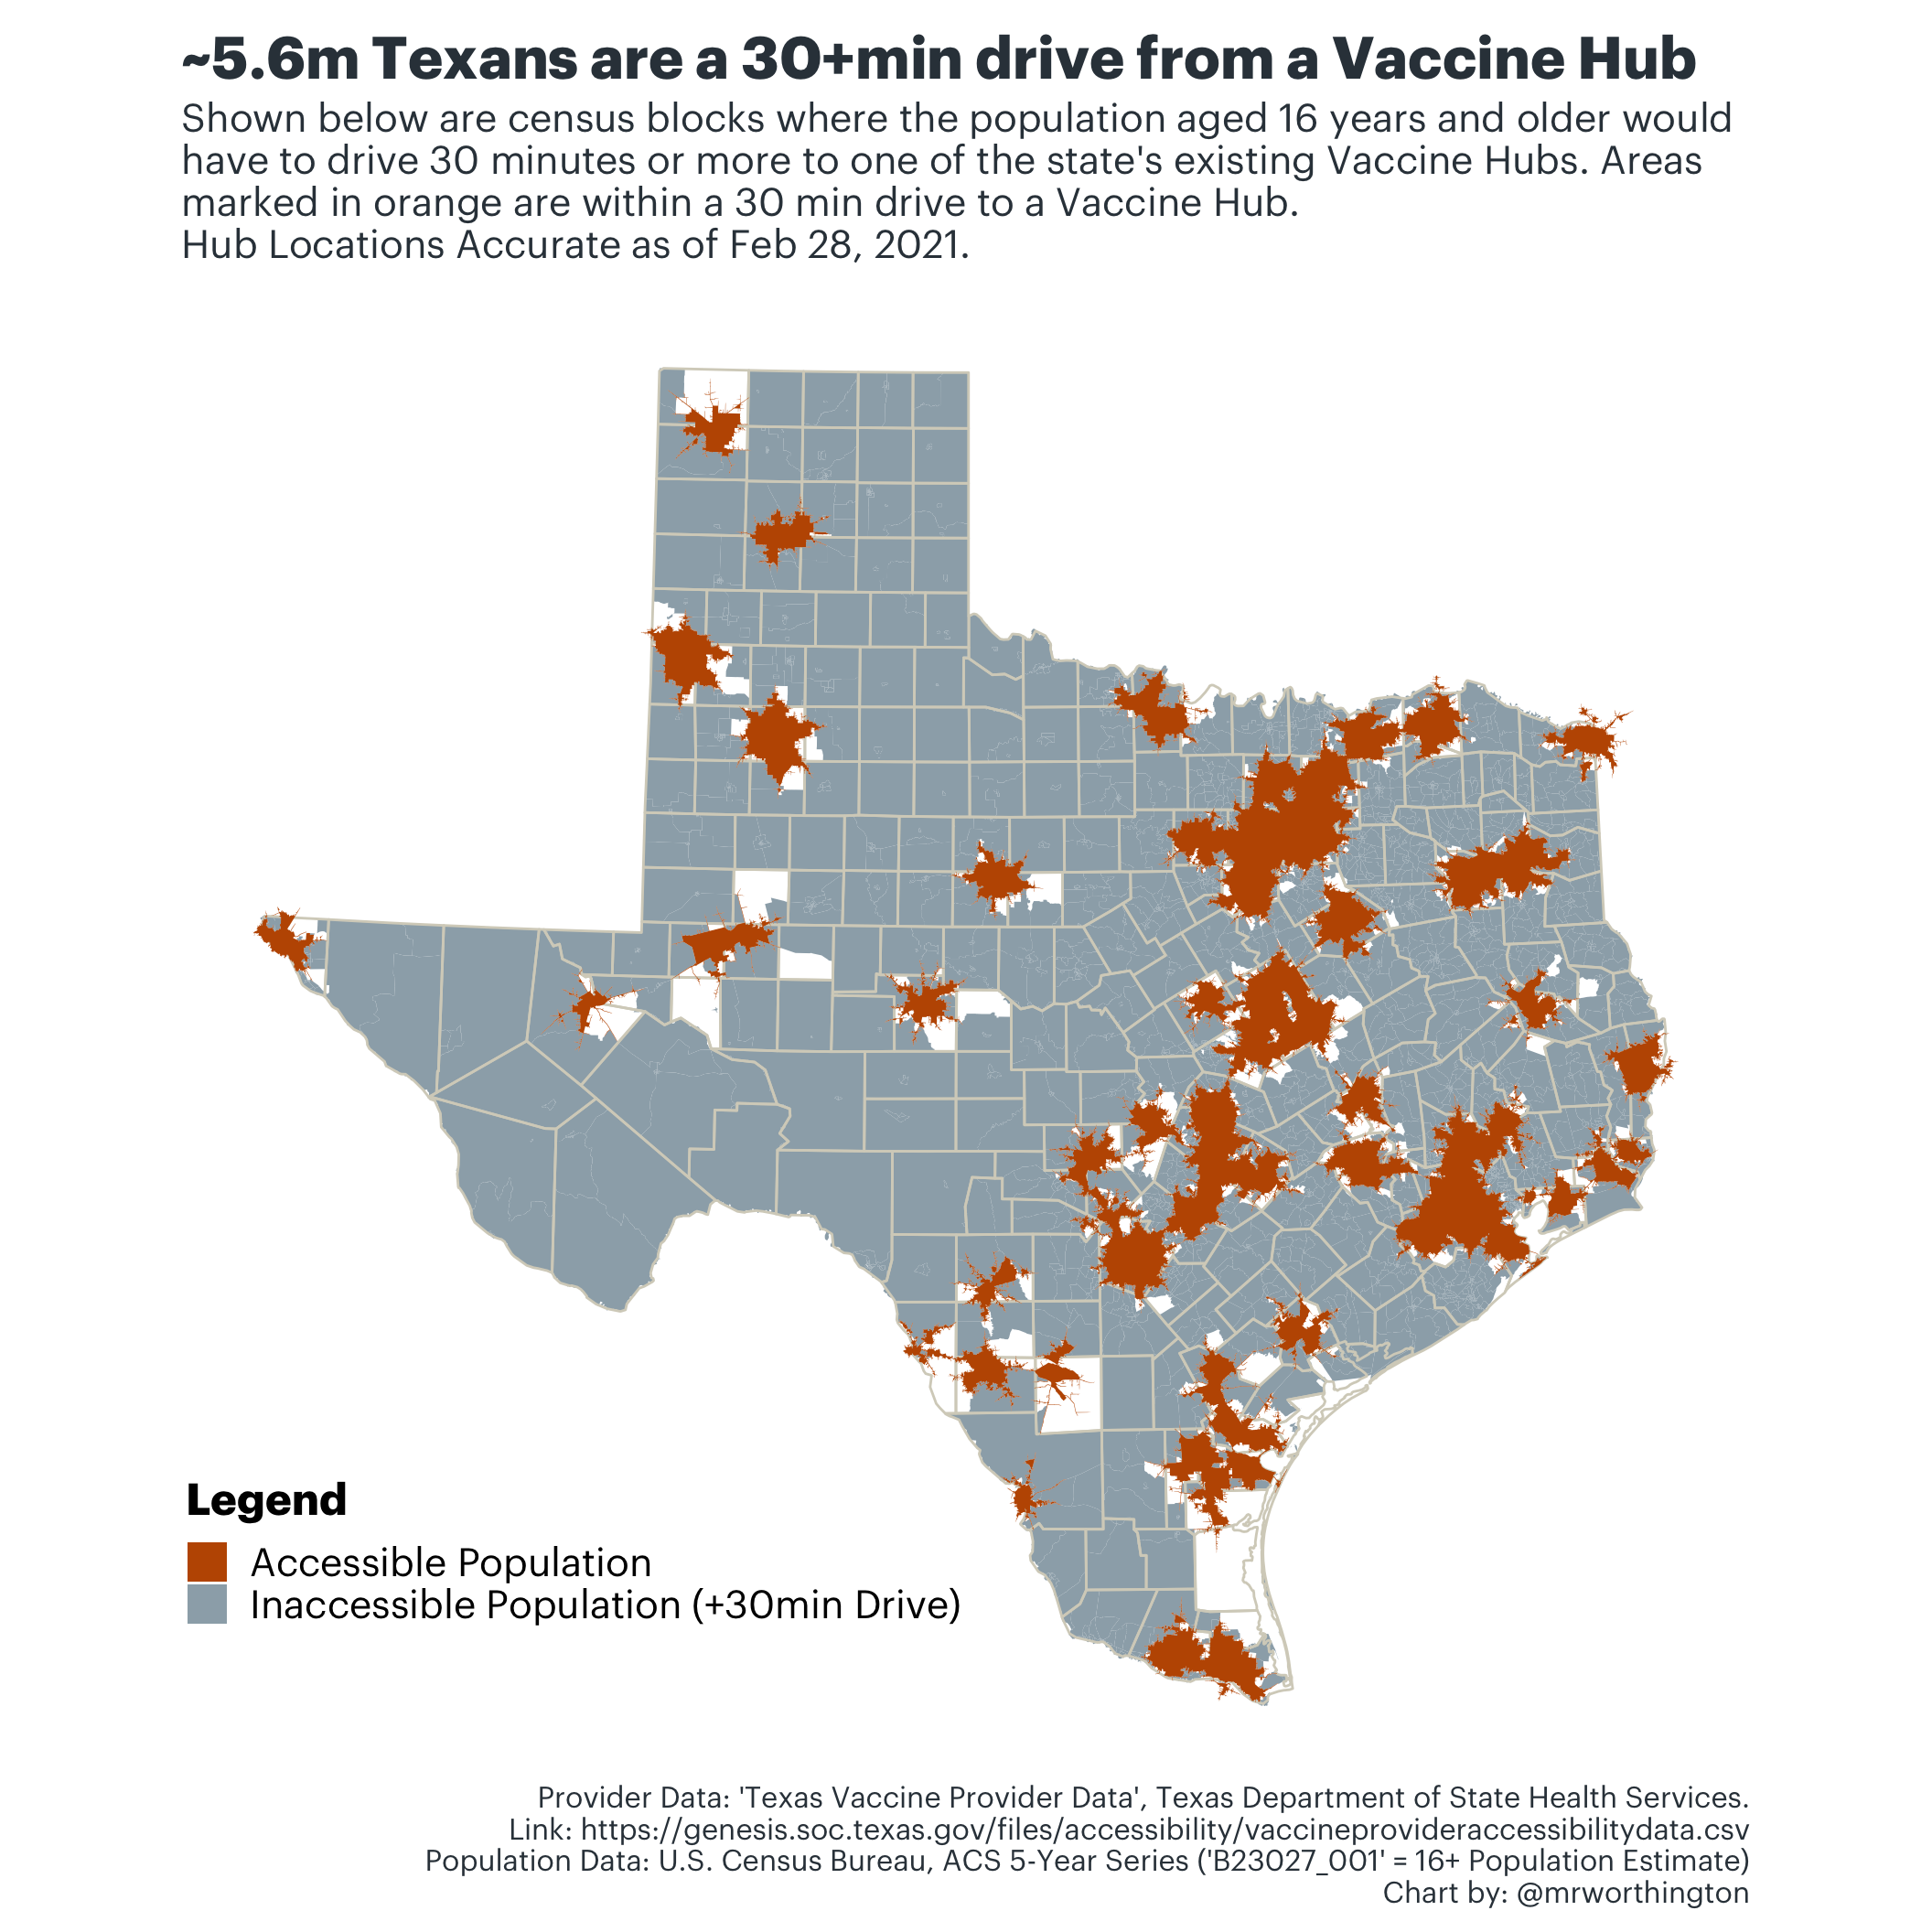 ~5.6m Texans are a 30+min drive from a Vaccine Hub
Shown below are census blocks where the population aged 16 years and older would
have to drive 30 minutes or more to one of the state's existing Vaccine Hubs. Areas
marked in orange are within a 30 min drive to a Vaccine Hub.
Hub Locations Accurate as of Feb 28, 2021.
Legend
Accessible Population
Inaccessible Population (+30min Drive)
Provider Data: 'Texas Vaccine Provider Data', Texas Department of State Health Services.
Link: https://genesis.soc.texas.gov/files/accessibility/vaccineprovideraccessibilitydata.csv
Population Data: U.S. Census Bureau, ACS 5-Year Series ('B23027_001' = 16+ Population Estimate)
Chart by: @mrworthington